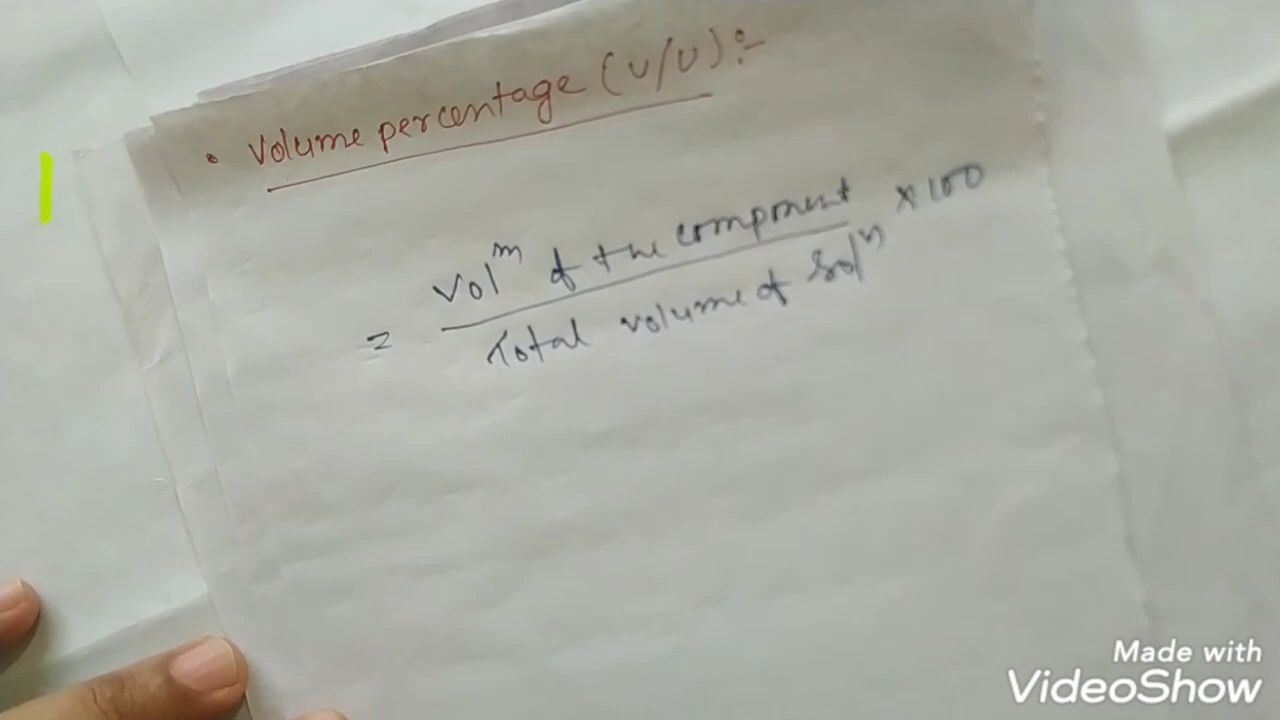 • Volume percentage (v/v) :-
= Volᵐ of the component × 100
Total volume of Solⁿ
Made with
VideoShow